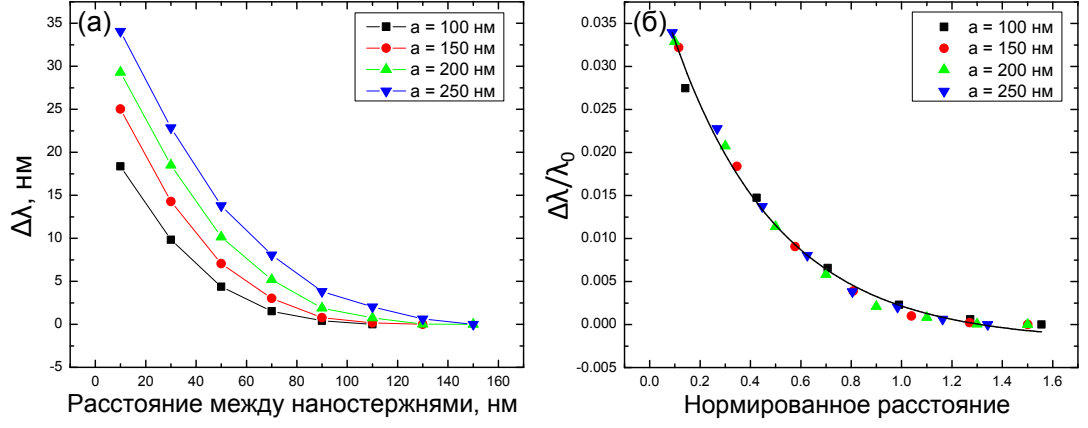 (а)
a = 100 нм
a = 150 нм
a = 200 нм
a = 250 нм
35
30
25
20
15
10
5
0
-5
Δλ, нм
0 20 40 60 80 100 120 140 160
Расстояние между наностержнями, нм
(б)
a = 100 нм
a = 150 нм
a = 200 нм
a = 250 нм
0.035
0.030
0.025
0.020
0.015
0.010
0.005
0.000
-0.005
Δλ/λ₀
0.0 0.2 0.4 0.6 0.8 1.0 1.2 1.4 1.6
Нормированное расстояние